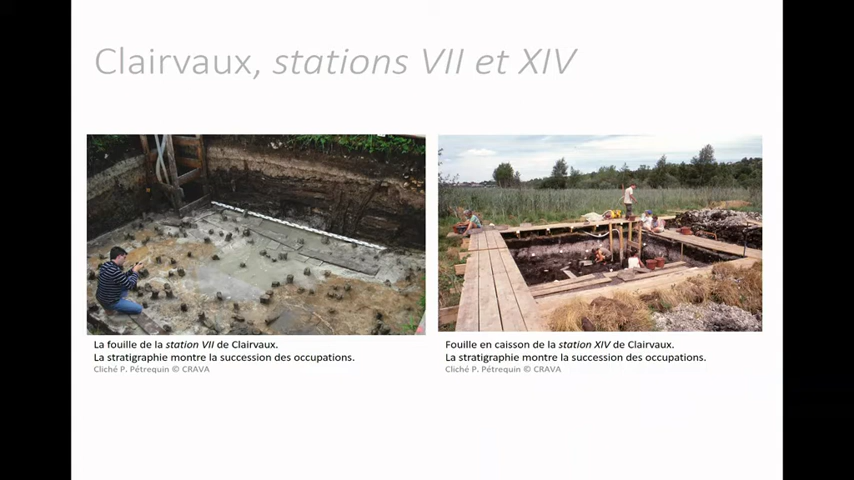 Clairvaux, stations VII et XIV
La fouille de la station VII de Clairvaux.
La stratigraphie montre la succession des occupations.
Cliché P. Pétrequin © CRAVA
Fouille en caisson de la station XIV de Clairvaux.
La stratigraphie montre la succession des occupations.
Cliché P. Pétrequin © CRAVA